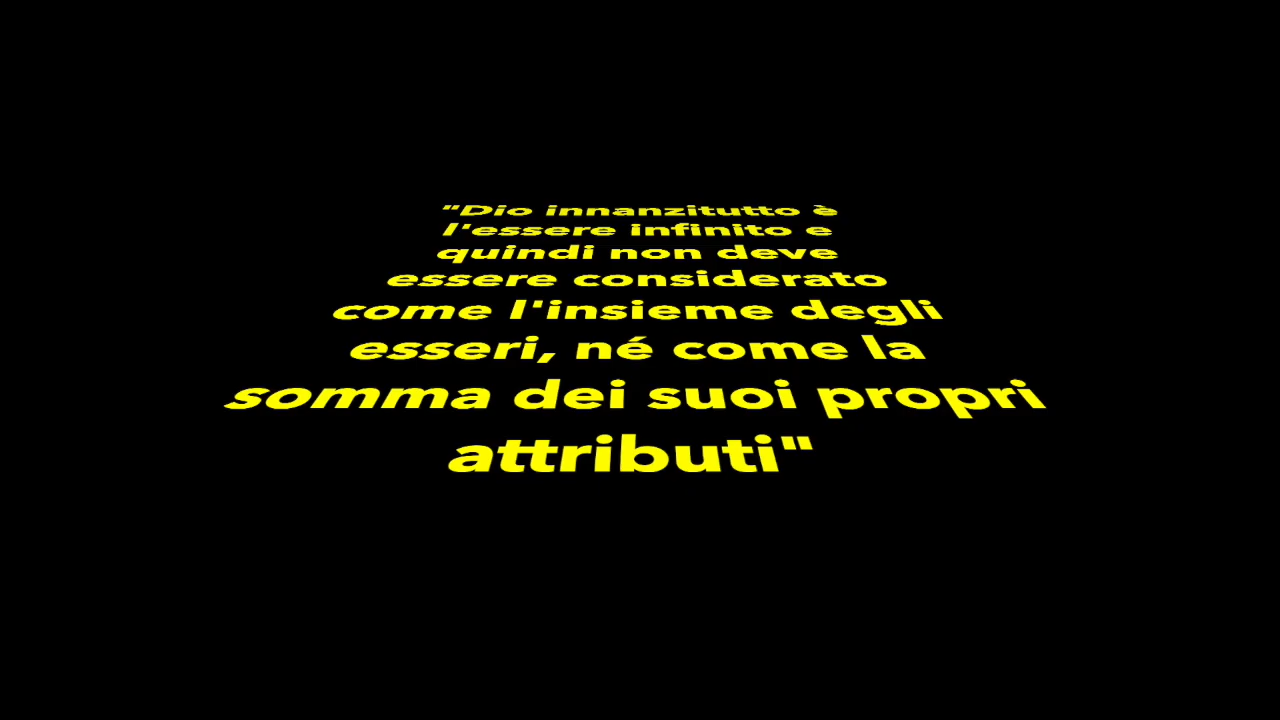 "Dio innanzitutto è
l'essere infinito e
quindi non deve
essere considerato
come l'insieme degli
esseri, né come la
somma dei suoi propri
attributi"